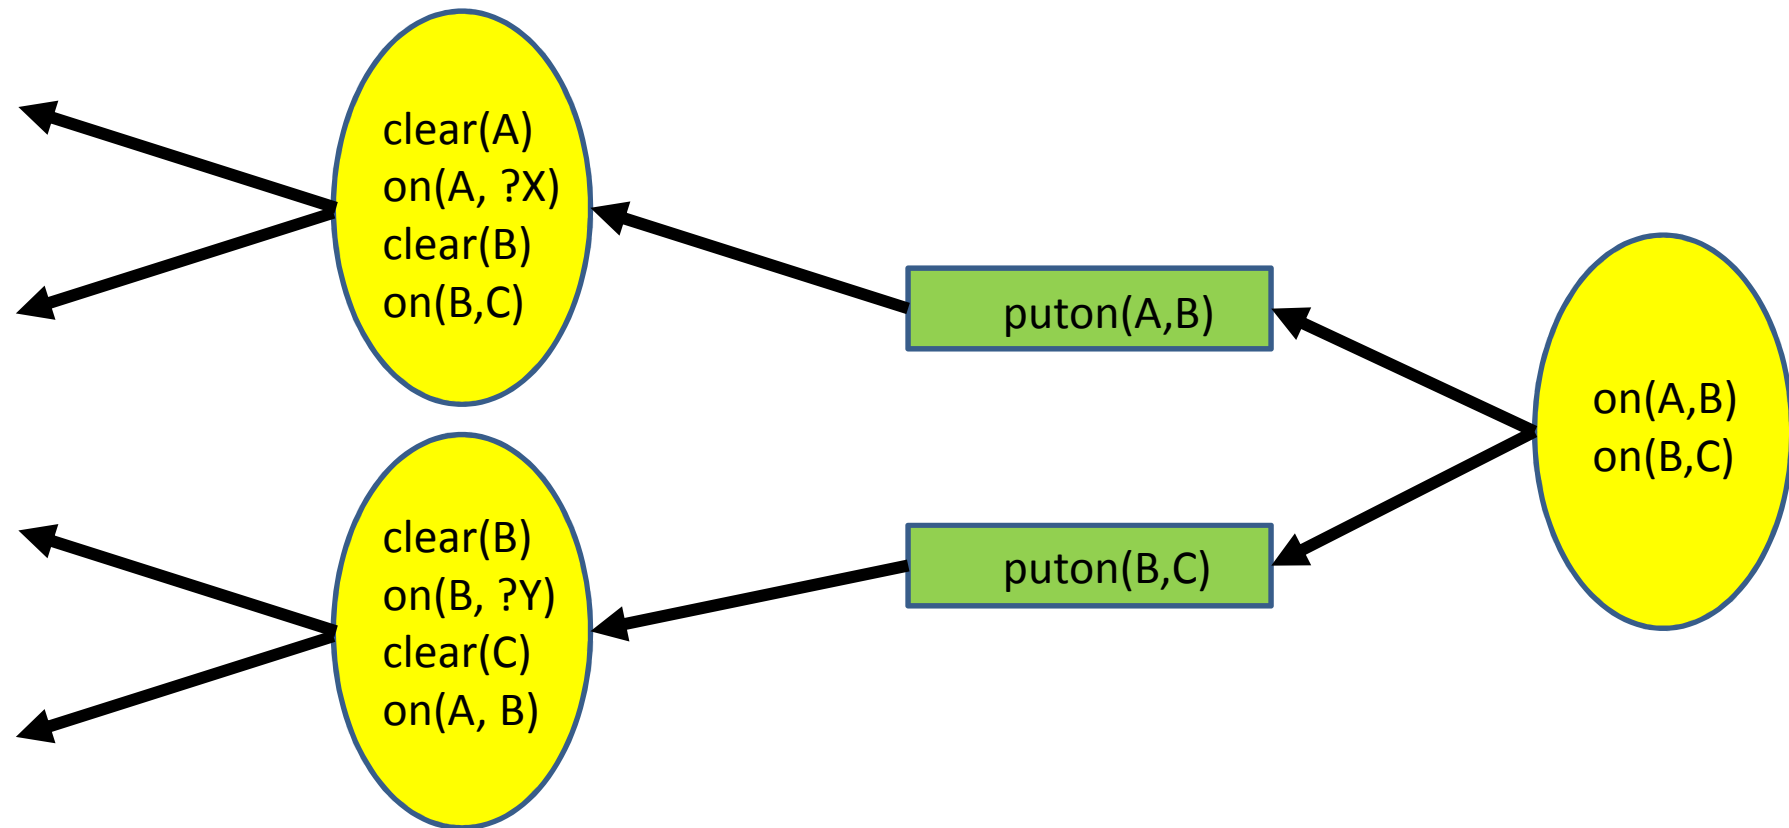 clear(A)
on(A, ?X)
clear(B)
on(B,C)
puton(A,B)
on(A,B)
on(B,C)
clear(B)
on(B, ?Y)
clear(C)
on(A, B)
puton(B,C)